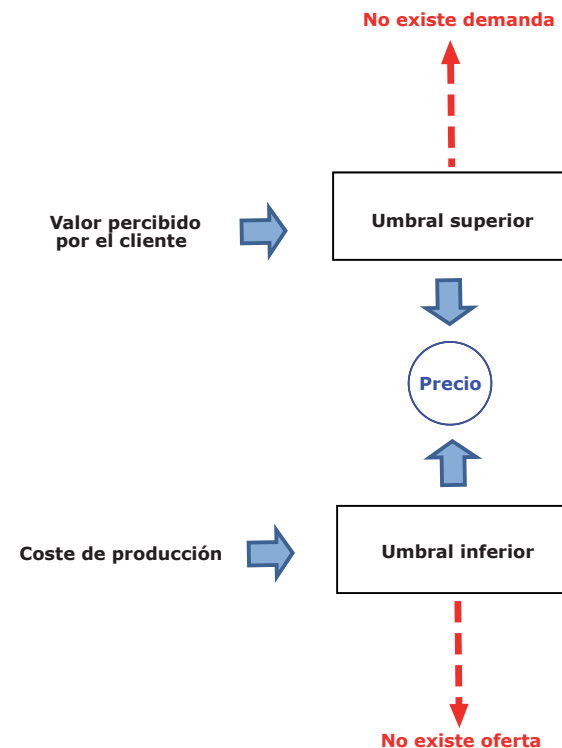 No existe demanda
Valor percibido
por el cliente
Umbral superior
Precio
Coste de producción
Umbral inferior
No existe oferta